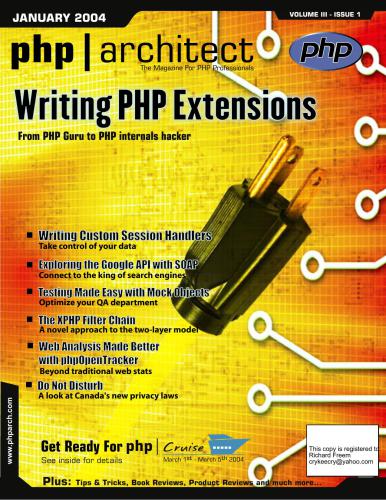 JANUARY 2004
VOLUME III - ISSUE 1
php|architect
The Magazine For PHP Professionals
php
Writing PHP Extensions
From PHP Guru to PHP internals hacker
Writing Custom Session Handlers
Take control of your data
Exploring the Google API with SOAP
Connect to the king of search engines
Testing Made Easy with Mock Objects
Optimize your QA department
The XPHP Filter Chain
A novel approach to the two-layer model
Web Analysis Made Better
with phpOpenTracker
Beyond traditional web stats
Do Not Disturb
A look at Canada's new privacy laws
www.phparch.com
Get Ready For php|Cruise
See inside for details
March 1st - March 5th 2004
This copy is registered to
Richard Freem
crykeecry@yahoo.com
Plus: Tips & Tricks, Book Reviews, Product Reviews and much more...